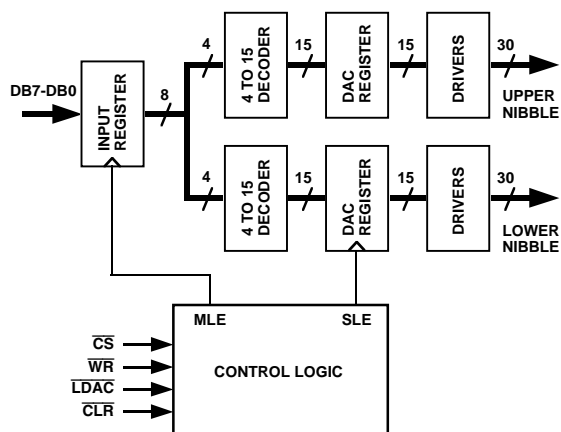 4
15
15
30
4 TO 15
DECODER
DAC
REGISTER
DRIVERS
UPPER
NIBBLE
DB7-DB0
8
INPUT
REGISTER
4
15
15
30
4 TO 15
DECODER
DAC
REGISTER
DRIVERS
LOWER
NIBBLE
MLE
SLE
CS
WR
LDAC
CLR
CONTROL LOGIC